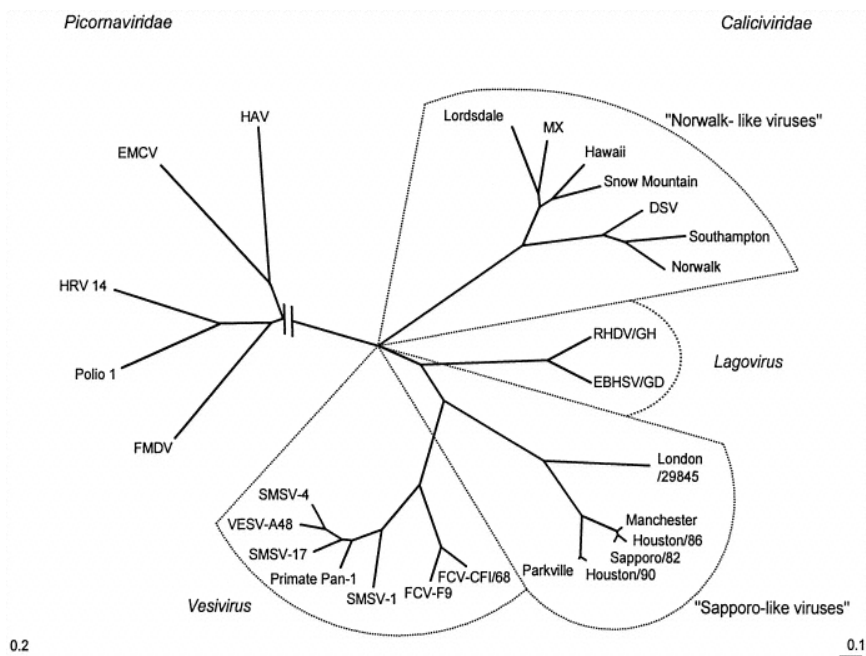 Picornaviridae
Caliciviridae
HAV
EMCV
HRV 14
Polio 1
FMDV
Lordsdale
MX
Hawaii
Snow Mountain
DSV
Southampton
Norwalk
"Norwalk- like viruses"
RHDV/GH
EBHSV/GD
Lagovirus
London
/29845
Manchester
Houston/86
Sapporo/82
Houston/90
Parkville
"Sapporo-like viruses"
SMSV-4
VESV-A48
SMSV-17
Primate Pan-1
SMSV-1
FCV-F9
FCV-CFI/68
Vesivirus
0.2
0.1